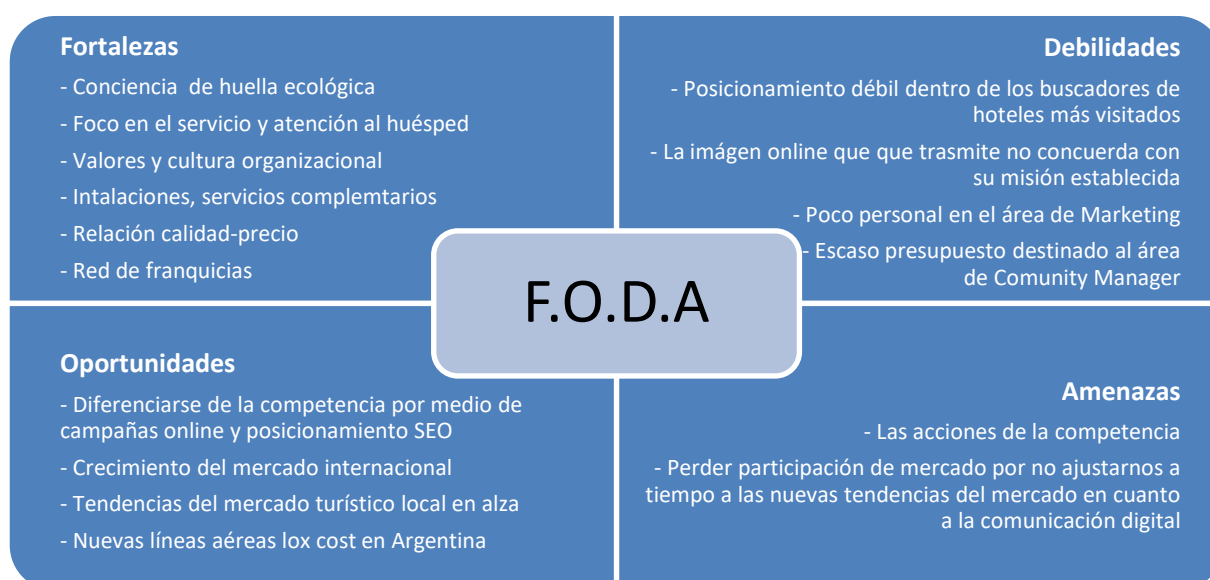 Fortalezas
- Conciencia de huella ecológica
- Foco en el servicio y atención al huésped
- Valores y cultura organizacional
- Intalaciones, servicios complemtarios
- Relación calidad-precio
- Red de franquicias
Debilidades
- Posicionamiento débil dentro de los buscadores de
hoteles más visitados
- La imágen online que que trasmite no concuerda con
su misión establecida
- Poco personal en el área de Marketing
- Escaso presupuesto destinado al área
de Comunity Manager
F.O.D.A
Oportunidades
- Diferenciarse de la competencia por medio de
campañas online y posicionamiento SEO
- Crecimiento del mercado internacional
- Tendencias del mercado turístico local en alza
- Nuevas líneas aéreas lox cost en Argentina
Amenazas
- Las acciones de la competencia
- Perder participación de mercado por no ajustarnos a
tiempo a las nuevas tendencias del mercado en cuanto
a la comunicación digital